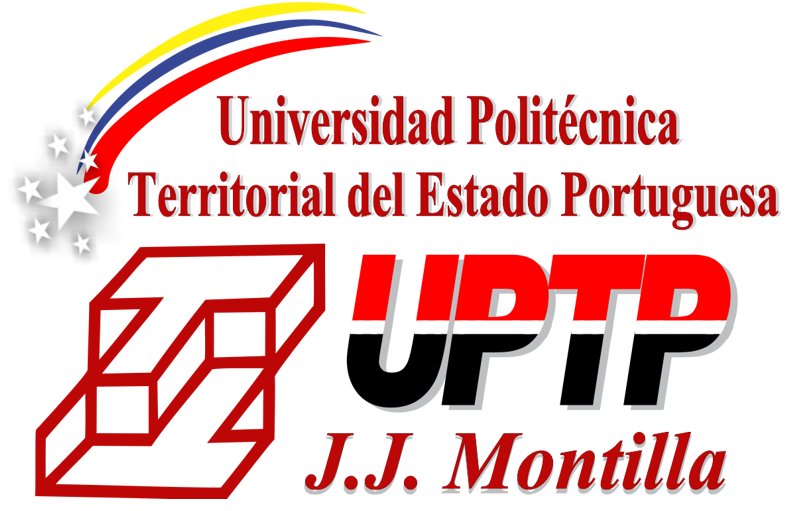 Universidad Politécnica
Territorial del Estado Portuguesa
UPTP
J.J. Montilla